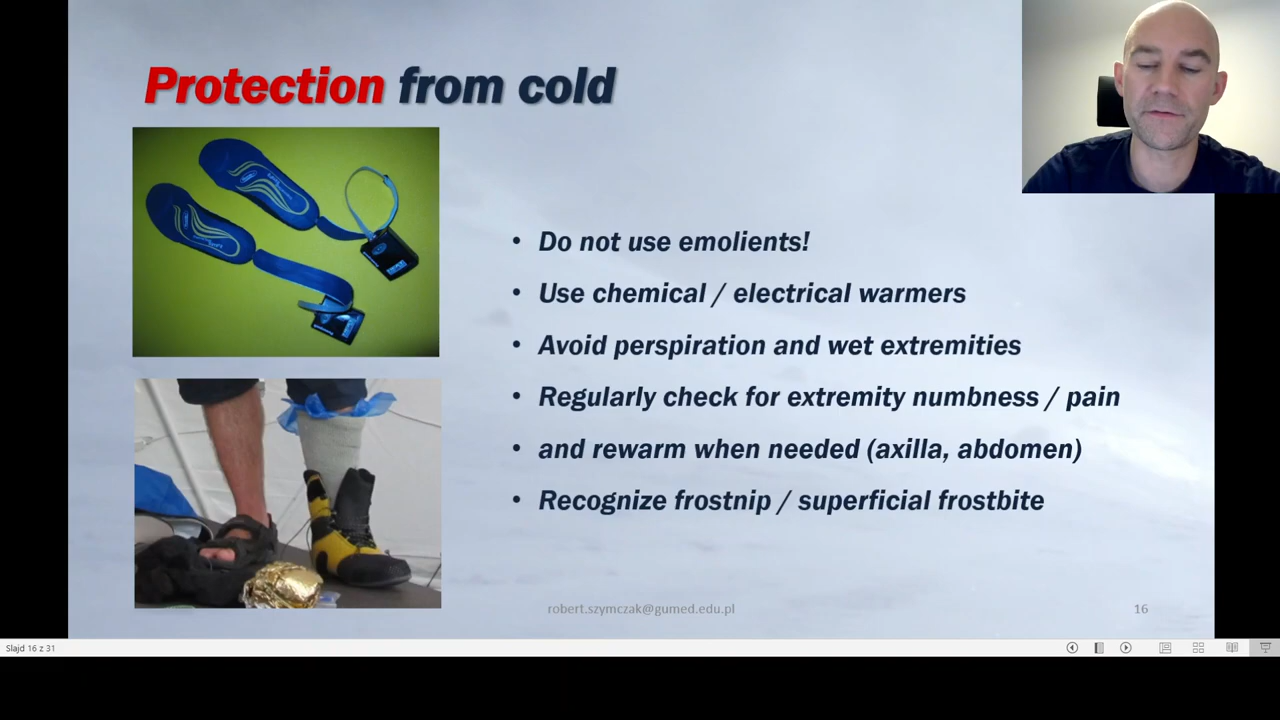 Protection from cold
• Do not use emolients!
• Use chemical / electrical warmers
• Avoid perspiration and wet extremities
• Regularly check for extremity numbness / pain
• and rewarm when needed (axilla, abdomen)
• Recognize frostnip / superficial frostbite
robert.szymczak@gumed.edu.pl
16
Slajd 16 z 31